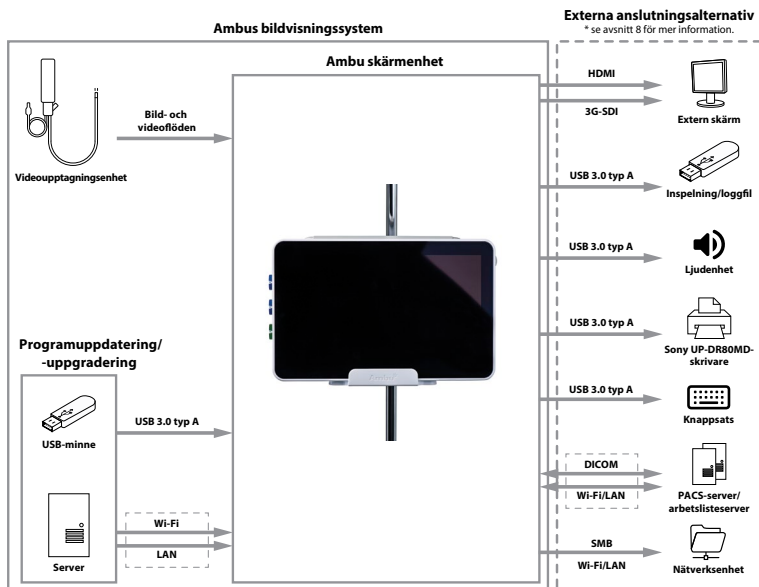 Externa anslutningsalternativ
* se avsnitt 8 för mer information.
Ambus bildvisningssystem
Ambu skärmenhet
Bild- och
videoflöden
Videoupptagningsenhet
HDMI
3G-SDI
Extern skärm
USB 3.0 typ A
Inspelning/loggfil
USB 3.0 typ A
Ljudenhet
USB 3.0 typ A
Sony UP-DR80MD-
skrivare
USB 3.0 typ A
Knappsats
Programuppdatering/
-uppgradering
USB 3.0 typ A
USB-minne
Wi-Fi
LAN
Server
DICOM
Wi-Fi/LAN
PACS-server/
arbetslisteserver
SMB
Wi-Fi/LAN
Nätverksenhet